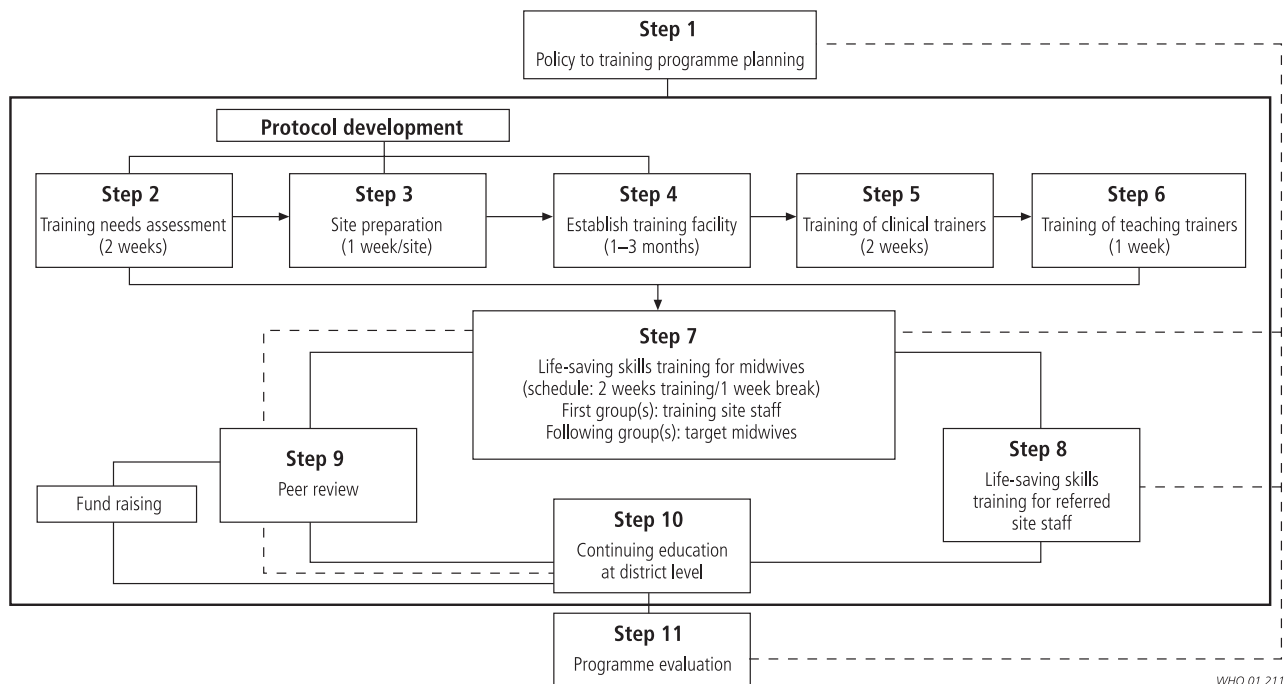 Step 1
Policy to training programme planning
Protocol development
Step 2
Training needs assessment
(2 weeks)
Step 3
Site preparation
(1 week/site)
Step 4
Establish training facility
(1–3 months)
Step 5
Training of clinical trainers
(2 weeks)
Step 6
Training of teaching trainers
(1 week)
Step 7
Life-saving skills training for midwives
(schedule: 2 weeks training/1 week break)
First group(s): training site staff
Following group(s): target midwives
Step 8
Life-saving skills
training for referred
site staff
Step 9
Peer review
Fund raising
Step 10
Continuing education
at district level
Step 11
Programme evaluation
WHO 01.211